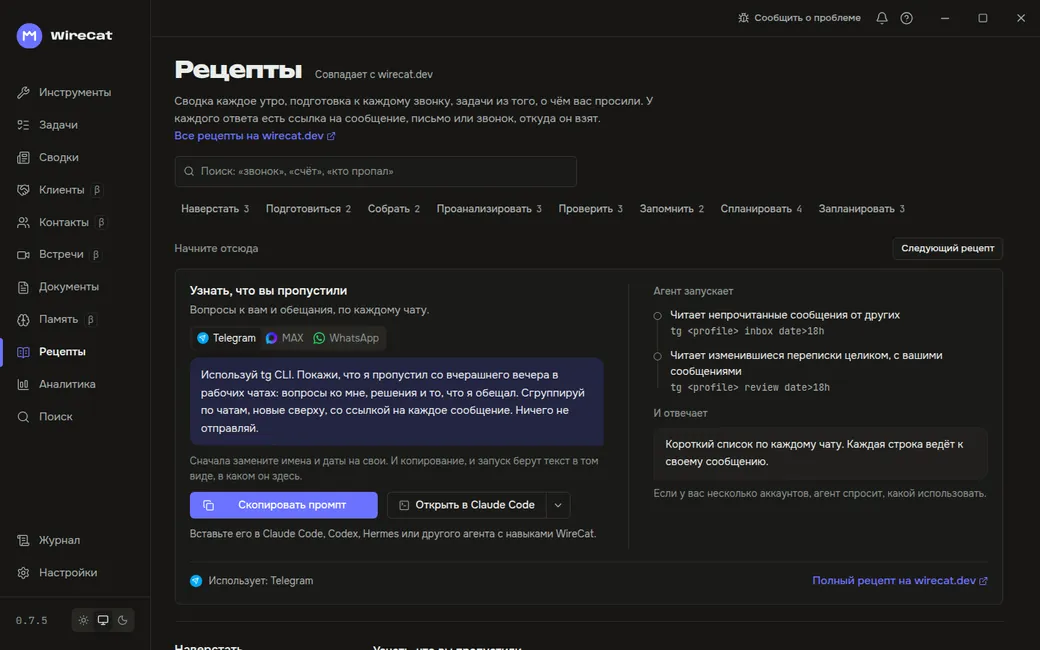 WireCat
Сообщить о проблеме
Инструменты
Задачи
Сводки
Клиенты β
Контакты β
Встречи β
Документы
Память β
Рецепты
Аналитика
Поиск
Журнал
Настройки
0.7.5
Рецепты Совпадает с wirecat.dev
Сводка каждое утро, подготовка к каждому звонку, задачи из того, о чём вас просили. У
каждого ответа есть ссылка на сообщение, письмо или звонок, откуда он взят.
Все рецепты на wirecat.dev
Поиск: «звонок», «счёт», «кто пропал»
Наверстать 3 Подготовиться 2 Собрать 2 Проанализировать 3 Проверить 3 Запомнить 2 Спланировать 4 Запланировать 3
Начните отсюда
Следующий рецепт
Узнать, что вы пропустили
Вопросы к вам и обещания, по каждому чату.
Telegram MAX WhatsApp
Используй tg CLI. Покажи, что я пропустил со вчерашнего вечера в
рабочих чатах: вопросы ко мне, решения и то, что я обещал. Сгруппируй
по чатам, новые сверху, со ссылкой на каждое сообщение. Ничего не
отправляй.
Сначала замените имена и даты на свои. И копирование, и запуск берут текст в том
виде, в каком он здесь.
Скопировать промпт
Открыть в Claude Code
Вставьте его в Claude Code, Codex, Hermes или другого агента с навыками WireCat.
Агент запускает
Читает непрочитанные сообщения от других
tg <profile> inbox date>18h
Читает изменившиеся переписки целиком, с вашими
сообщениями
tg <profile> review date>18h
И отвечает
Короткий список по каждому чату. Каждая строка ведёт к
своему сообщению.
Если у вас несколько аккаунтов, агент спросит, какой использовать.
Использует: Telegram
Полный рецепт на wirecat.dev
Наверстать
Узнать, что вы пропустили